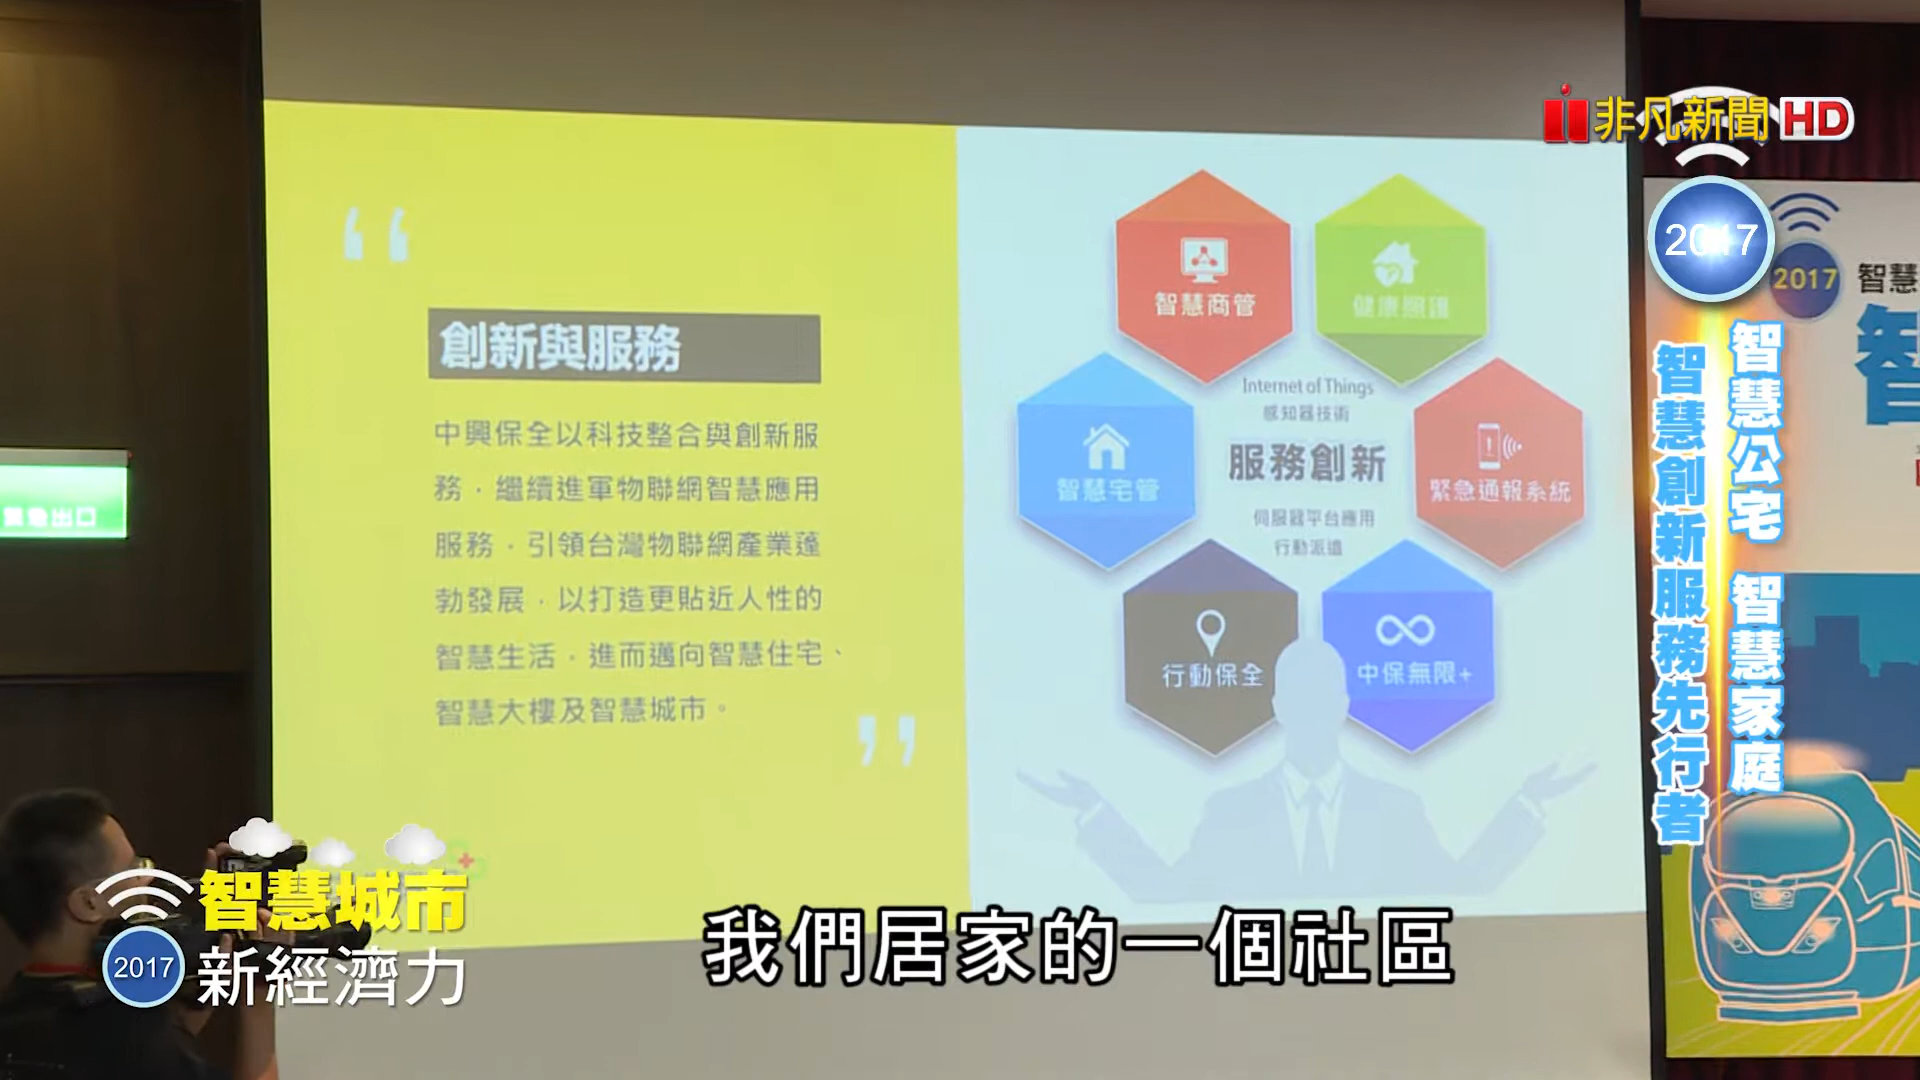 非凡新聞HD
2017
智慧公宅 智慧家庭
智慧創新服務先行者
2017
智慧
智
緊急出口
“
創新與服務
中興保全以科技整合與創新服
務，繼續進軍物聯網智慧應用
服務，引領台灣物聯網產業蓬
勃發展，以打造更貼近人性的
智慧生活，進而邁向智慧住宅、
智慧大樓及智慧城市。
”
智慧商管
健康照護
智慧宅管
Internet of Things
感知器技術
服務創新
伺服器平台應用
行動派遣
緊急通報系統
行動保全
中保無限+
智慧城市
2017
新經濟力
我們居家的一個社區